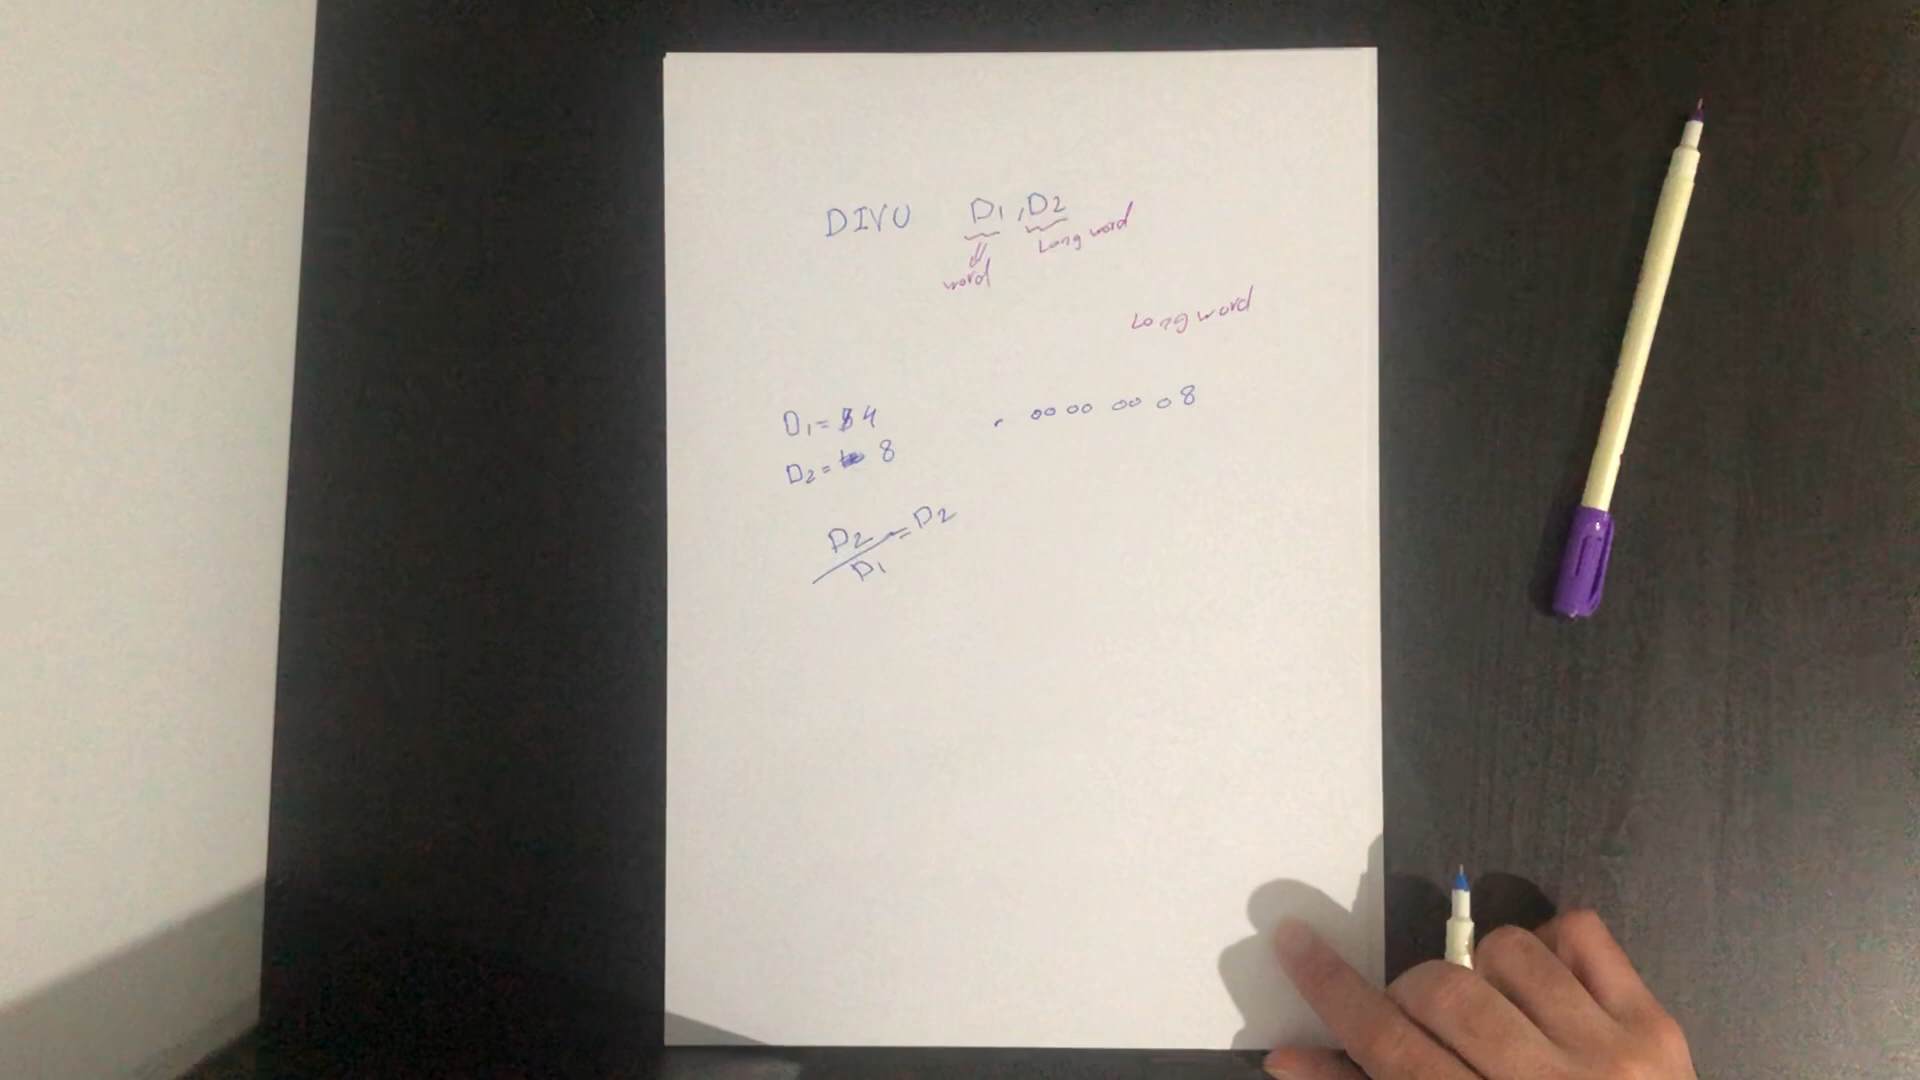 DIVU D1, D2
word Long word
Long word
D1 = 4 00 00 00 08
D2 = 8
D2/D1 = D2